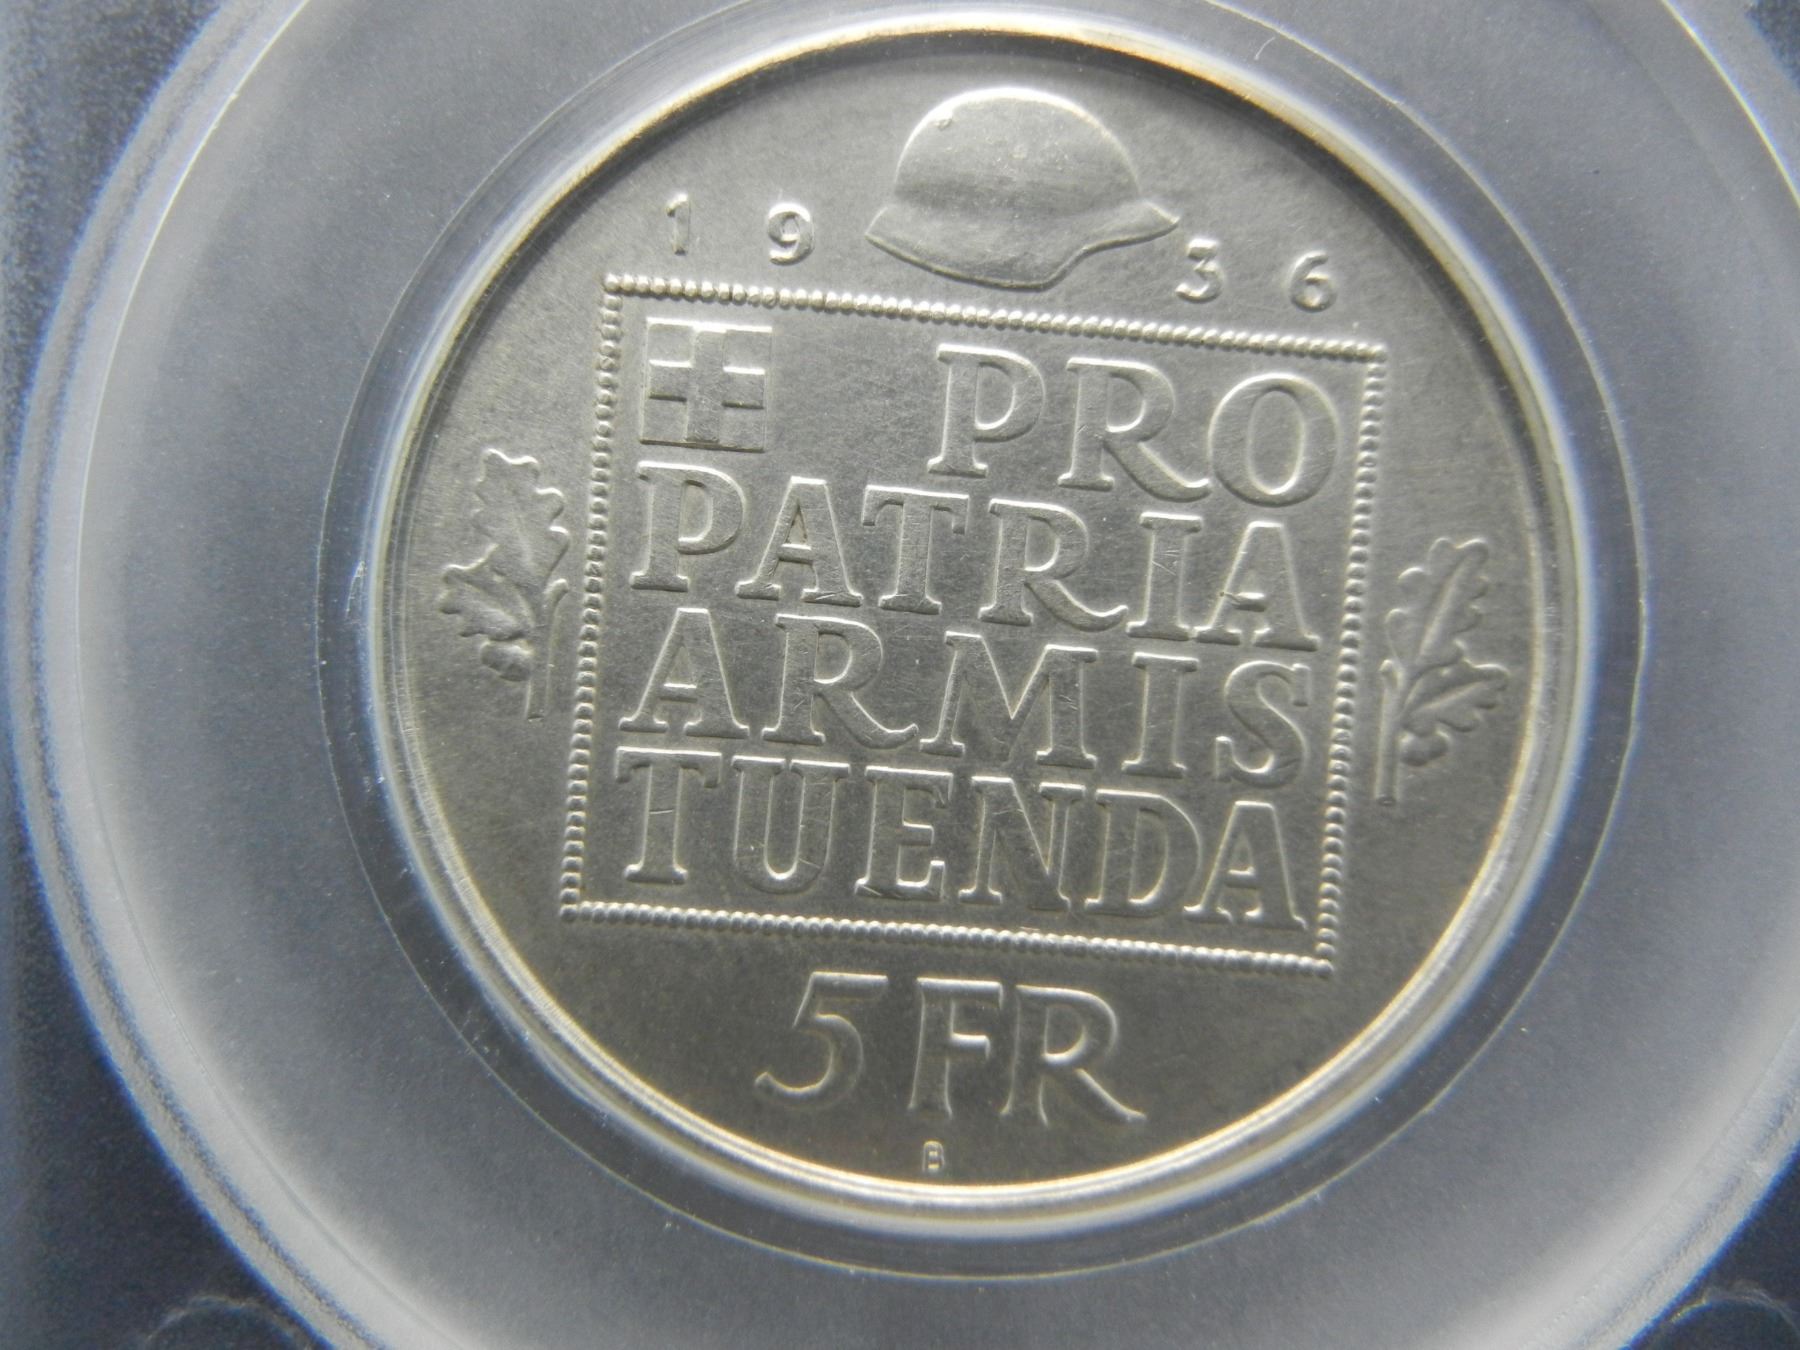 1936
PRO
PATRIA
ARMIS
TUENDA
5 FR
B